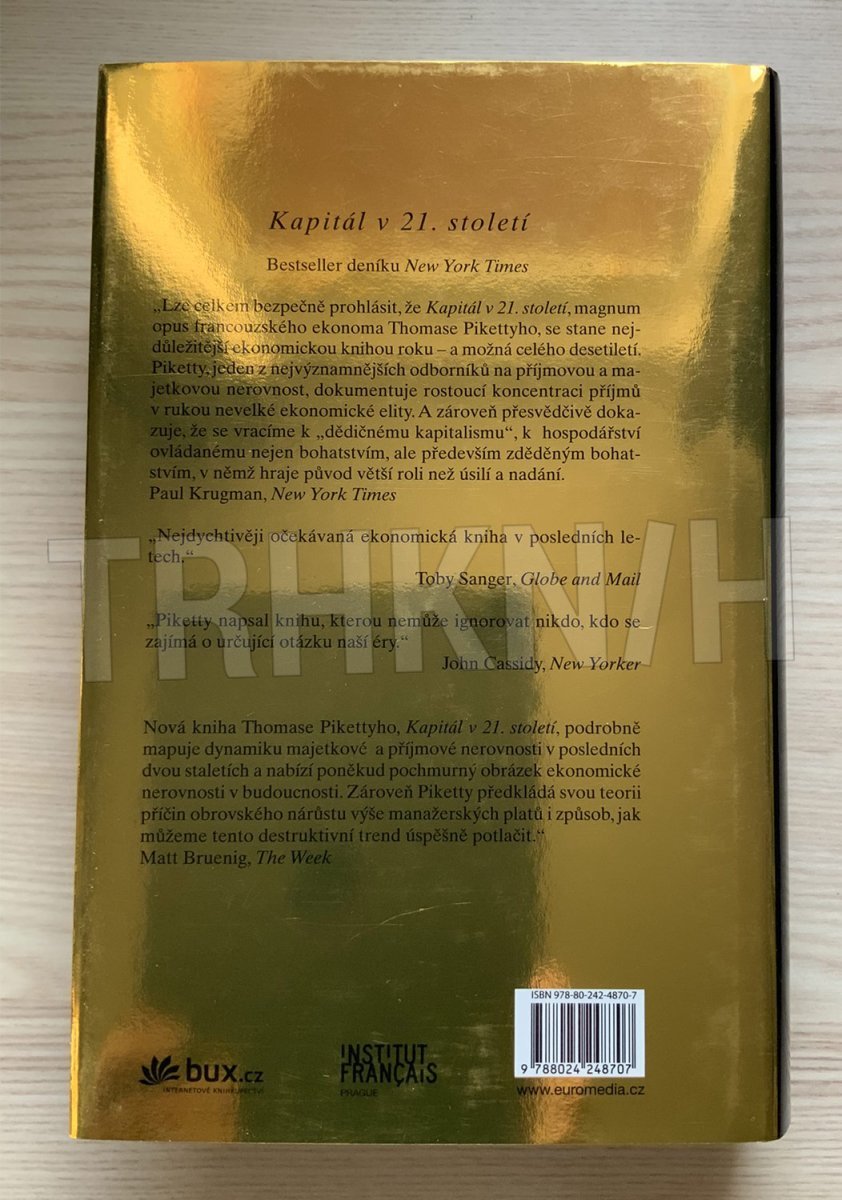 Kapitál v 21. století
Bestseller deníku New York Times
„Lze celkem bezpečně prohlásit, že Kapitál v 21. století, magnum
opus francouzského ekonoma Thomase Pikettyho, se stane nej-
důležitější ekonomickou knihou roku – a možná celého desetiletí.
Piketty, jeden z nejvýznamnějších odborníků na příjmovou a ma-
jetkovou nerovnost, dokumentuje rostoucí koncentraci příjmů
v rukou nevelké ekonomické elity. A zároveň přesvědčivě doka-
zuje, že se vracíme k „dědičnému kapitalismu“, k hospodářství
ovládanému nejen bohatstvím, ale především zděděným bohat-
stvím, v němž hraje původ větší roli než úsilí a nadání.
Paul Krugman, New York Times
„Nejdychtivěji očekávaná ekonomická kniha v posledních le-
tech.“
Toby Sanger, Globe and Mail
„Piketty napsal knihu, kterou nemůže ignorovat nikdo, kdo se
zajímá o určující otázku naší éry.“
John Cassidy, New Yorker
TRHKNIH
Nová kniha Thomase Pikettyho, Kapitál v 21. století, podrobně
mapuje dynamiku majetkové a příjmové nerovnosti v posledních
dvou staletích a nabízí poněkud pochmurný obrázek ekonomické
nerovnosti v budoucnosti. Zároveň Piketty předkládá svou teorii
příčin obrovského nárůstu výše manažerských platů i způsob, jak
můžeme tento destruktivní trend úspěšně potlačit.“
Matt Bruenig, The Week
ISBN 978-80-242-4870-7
9 788024 248707
www.euromedia.cz
bux.cz
INTERNETOVÉ KNIHKUPECTVÍ
INSTITUT
FRANÇAIS
PRAGUE